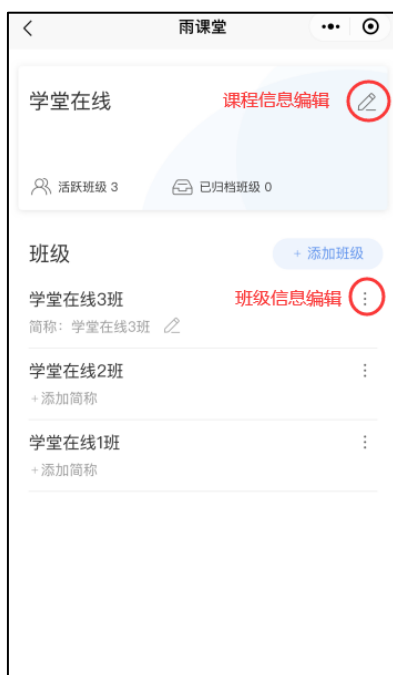 雨课堂
学堂在线 课程信息编辑
活跃班级 3 已归档班级 0
班级 + 添加班级
学堂在线3班 班级信息编辑
简称：学堂在线3班
学堂在线2班
+添加简称
学堂在线1班
+添加简称